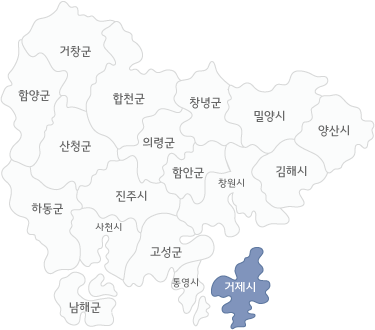 거창군
함양군
합천군
창녕군
밀양시
양산시
산청군
의령군
함안군
창원시
김해시
하동군
진주시
사천시
고성군
통영시
거제시
남해군